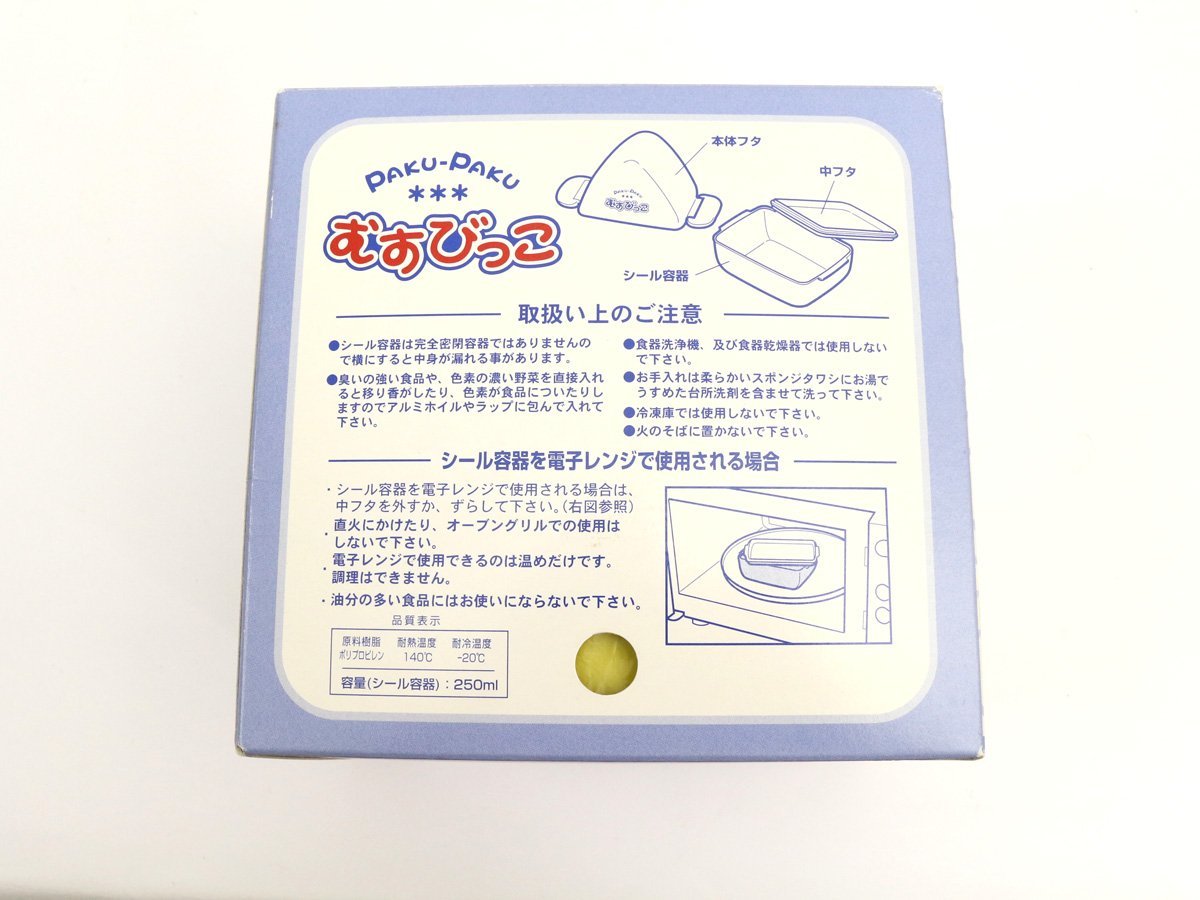 PAKU-PAKU
***
むすびっこ
本体フタ
中フタ
PAKU-PAKU
***
むすびっこ
シール容器
取扱い上のご注意
●シール容器は完全密閉容器ではありませんの
で横にすると中身が漏れる事があります。
●臭いの強い食品や、色素の濃い野菜を直接入れ
ると移り香がしたり、色素が食品についたりし
ますのでアルミホイルやラップに包んで入れて
下さい。
●食器洗浄機、及び食器乾燥器では使用しない
で下さい。
●お手入れは柔らかいスポンジタワシにお湯で
うすめた台所洗剤を含ませて洗って下さい。
●冷凍庫では使用しないで下さい。
●火のそばに置かないで下さい。
シール容器を電子レンジで使用される場合
・シール容器を電子レンジで使用される場合は、
中フタを外すか、ずらして下さい。(右図参照)
・直火にかけたり、オーブングリルでの使用は
しないで下さい。
・電子レンジで使用できるのは温めだけです。
調理はできません。
・油分の多い食品にはお使いにならないで下さい。
品質表示
原料樹脂 耐熱温度 耐冷温度
ポリプロピレン 140℃ -20℃
容量(シール容器):250ml